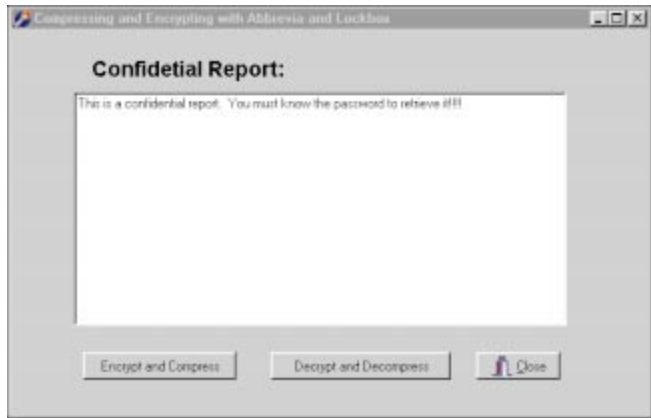 Compressing and Encrypting with Abbrevia and Lockbox
Confidetial Report:
This is a confidential report. You must know the password to retrieve it!!!!
Encrypt and Compress
Decrypt and Decompress
Close